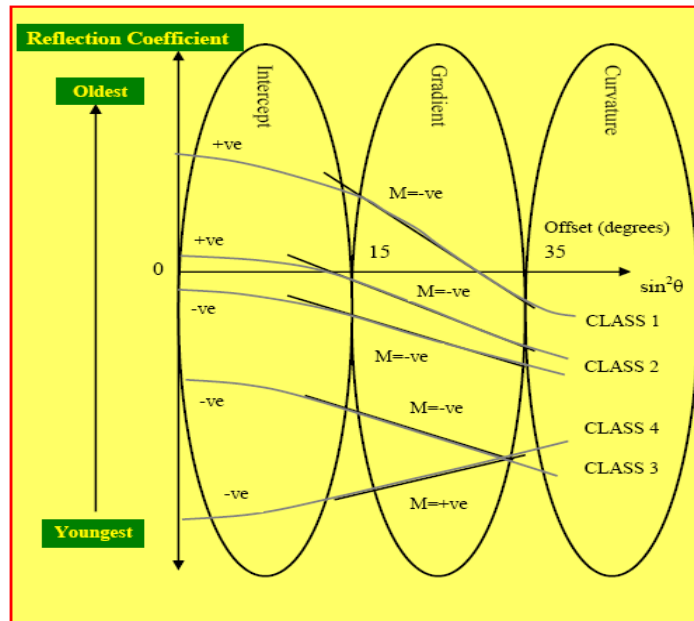 Reflection Coefficient
Oldest
Intercept
Gradient
Curvature
+ve
M=-ve
Offset (degrees)
+ve
15
35
0
sin²θ
M=-ve
-ve
CLASS 1
M=-ve
CLASS 2
-ve
M=-ve
CLASS 4
CLASS 3
-ve
M=+ve
Youngest